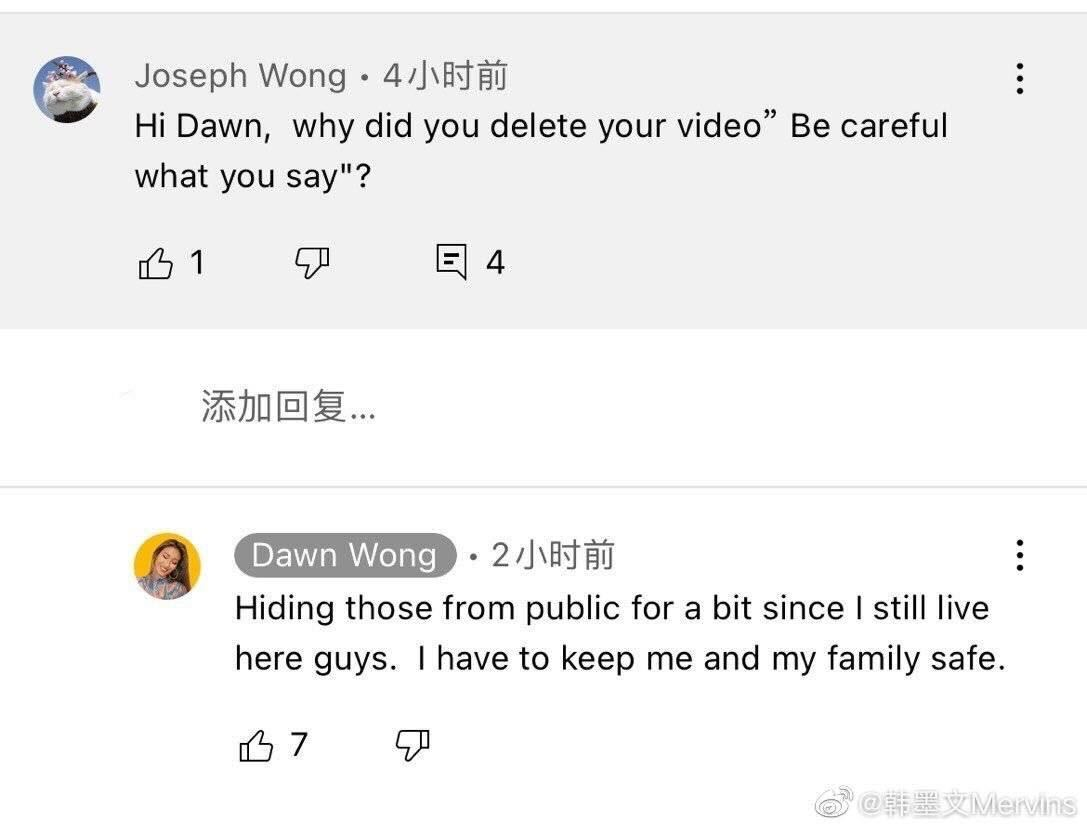 Joseph Wong • 4小时前
Hi Dawn,  why did you delete your video” Be careful
what you say"?
1
4
添加回复...
Dawn Wong • 2小时前
Hiding those from public for a bit since I still live
here guys.  I have to keep me and my family safe.
7
@韩墨文Mervins